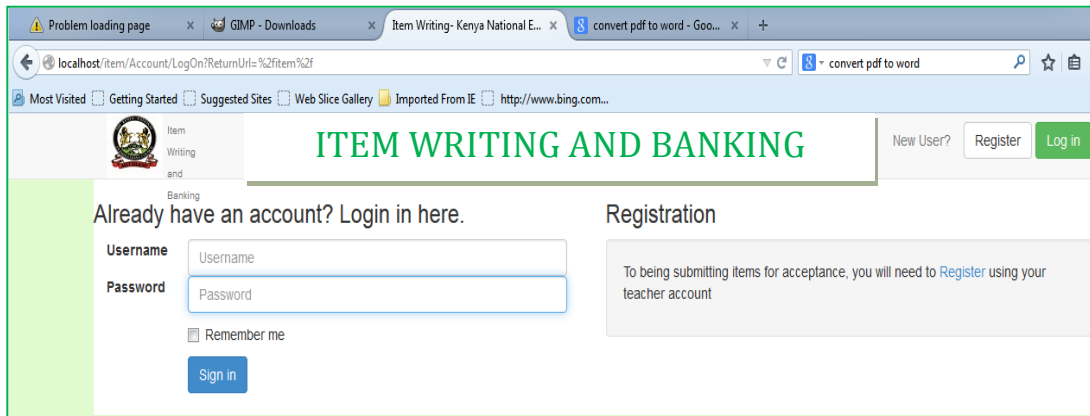 Problem loading page × GIMP - Downloads × Item Writing- Kenya National E... × convert pdf to word - Goo... × +
localhost/item/Account/LogOn?ReturnUrl=%2fitem%2f convert pdf to word
Most Visited Getting Started Suggested Sites Web Slice Gallery Imported From IE http://www.bing.com...
Item
Writing
and
Banking
ITEM WRITING AND BANKING
New User? Register Log in
Already have an account? Login in here.
Username
Username
Password
Password
Remember me
Sign in
Registration
To being submitting items for acceptance, you will need to Register using your
teacher account